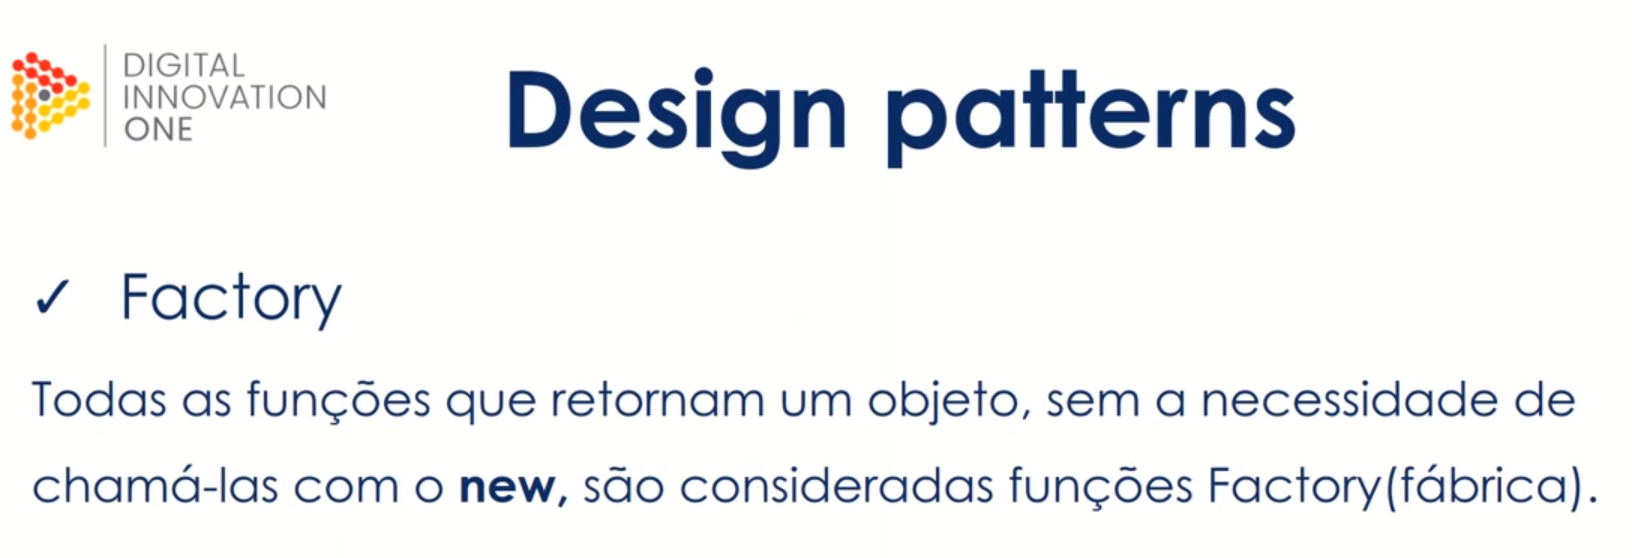 DIGITAL
INNOVATION
ONE
Design patterns
✓ Factory
Todas as funções que retornam um objeto, sem a necessidade de
chamá-las com o new, são consideradas funções Factory(fábrica).